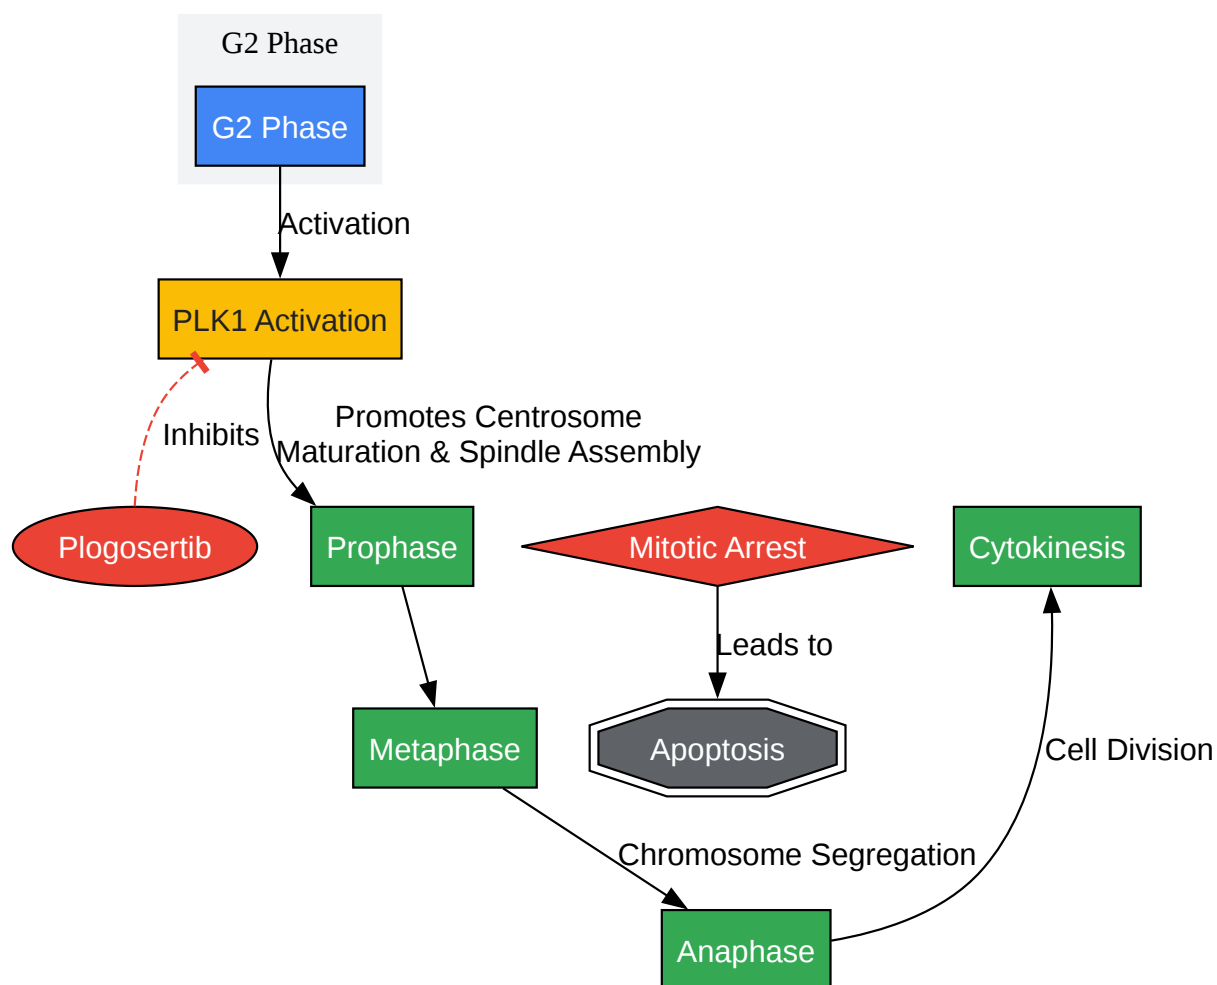 G2 Phase
G2 Phase
Activation
PLK1 Activation
Promotes Centrosome
Maturation & Spindle Assembly
Inhibits
Plogosertib
Prophase
Mitotic Arrest
Cytokinesis
Leads to
Metaphase
Apoptosis
Cell Division
Chromosome Segregation
Anaphase